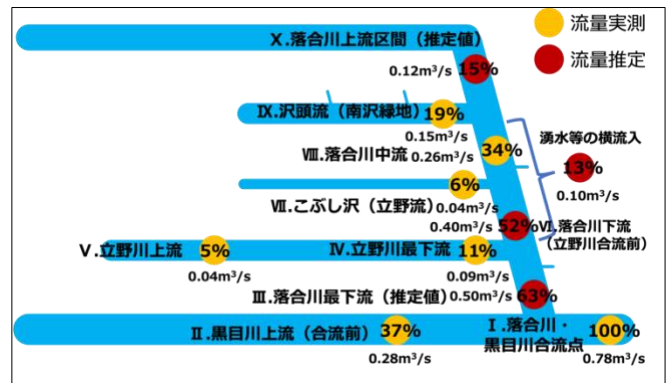 流量実測
流量推定
Ⅹ.落合川上流区間（推定値）
0.12m³/s
15%
Ⅸ.沢頭流（南沢緑地）
19%
0.15m³/s
湧水等の横流入
13%
0.10m³/s
Ⅷ.落合川中流
0.26m³/s
34%
6%
Ⅶ.こぶし沢（立野流）
0.04m³/s
0.40m³/s
52%
Ⅵ.落合川下流
（立野川合流前）
Ⅴ.立野川上流
5%
0.04m³/s
Ⅳ.立野川最下流
11%
0.09m³/s
Ⅲ.落合川最下流（推定値）
0.50m³/s
63%
Ⅱ.黒目川上流（合流前）
37%
0.28m³/s
Ⅰ.落合川・
黒目川合流点
100%
0.78m³/s